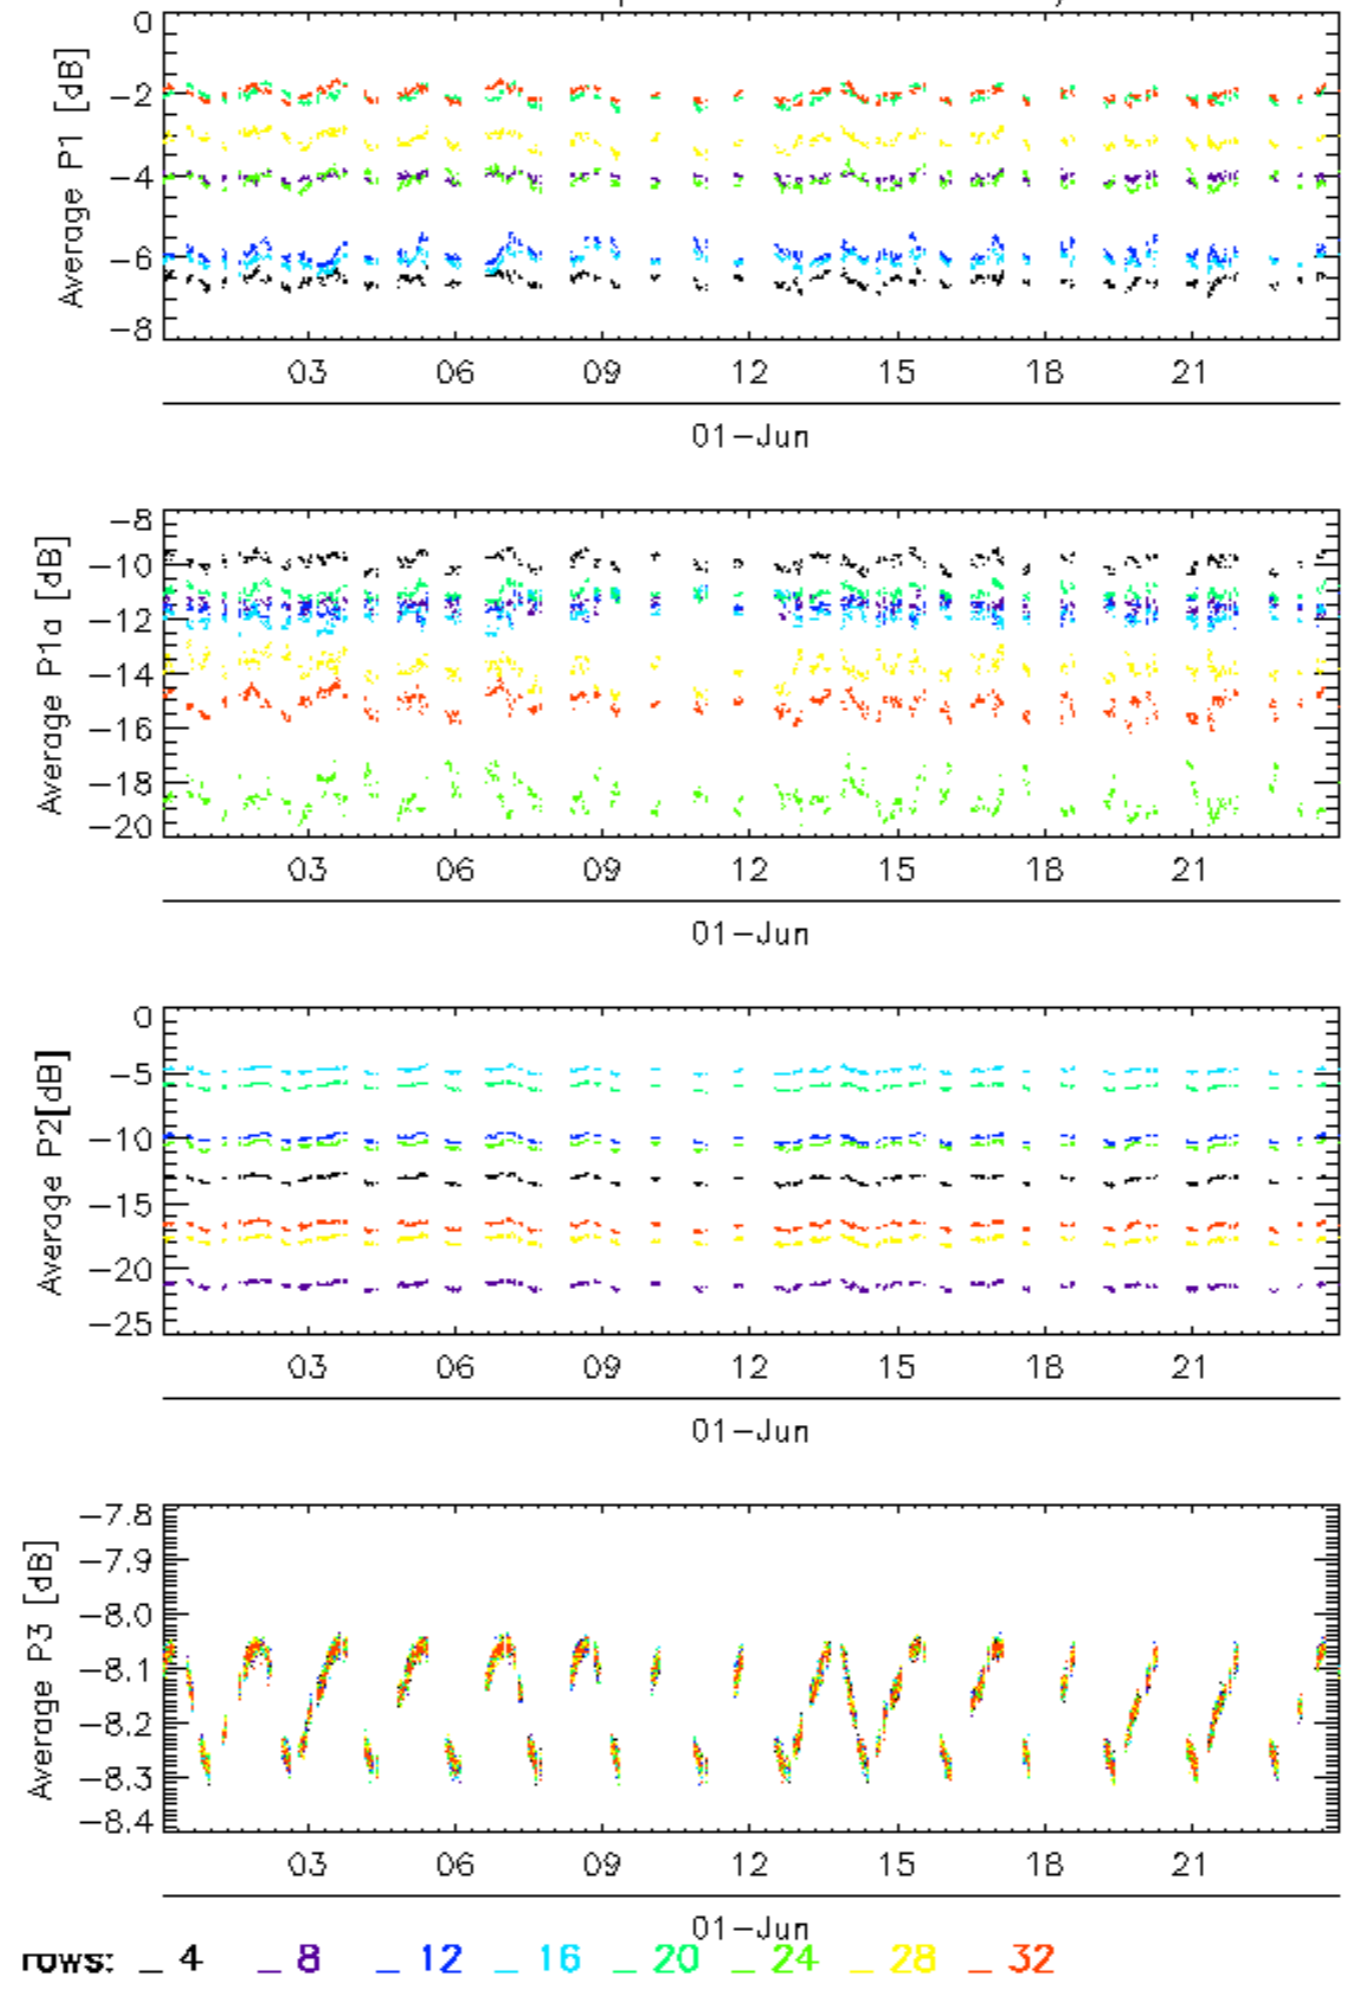 0
-2
-4
-6
-8
Average P1 [dB]
03 06 09 12 15 18 21
01-Jun
-8
-10
-12
-14
-16
-18
-20
Average P1a [dB]
03 06 09 12 15 18 21
01-Jun
0
-5
-10
-15
-20
-25
Average P2[dB]
03 06 09 12 15 18 21
01-Jun
-7.8
-7.9
-8.0
-8.1
-8.2
-8.3
-8.4
Average P3 [dB]
03 06 09 12 15 18 21
01-Jun
rows: _ 4 _ 8 _ 12 _ 16 _ 20 _ 24 _ 28 _ 32